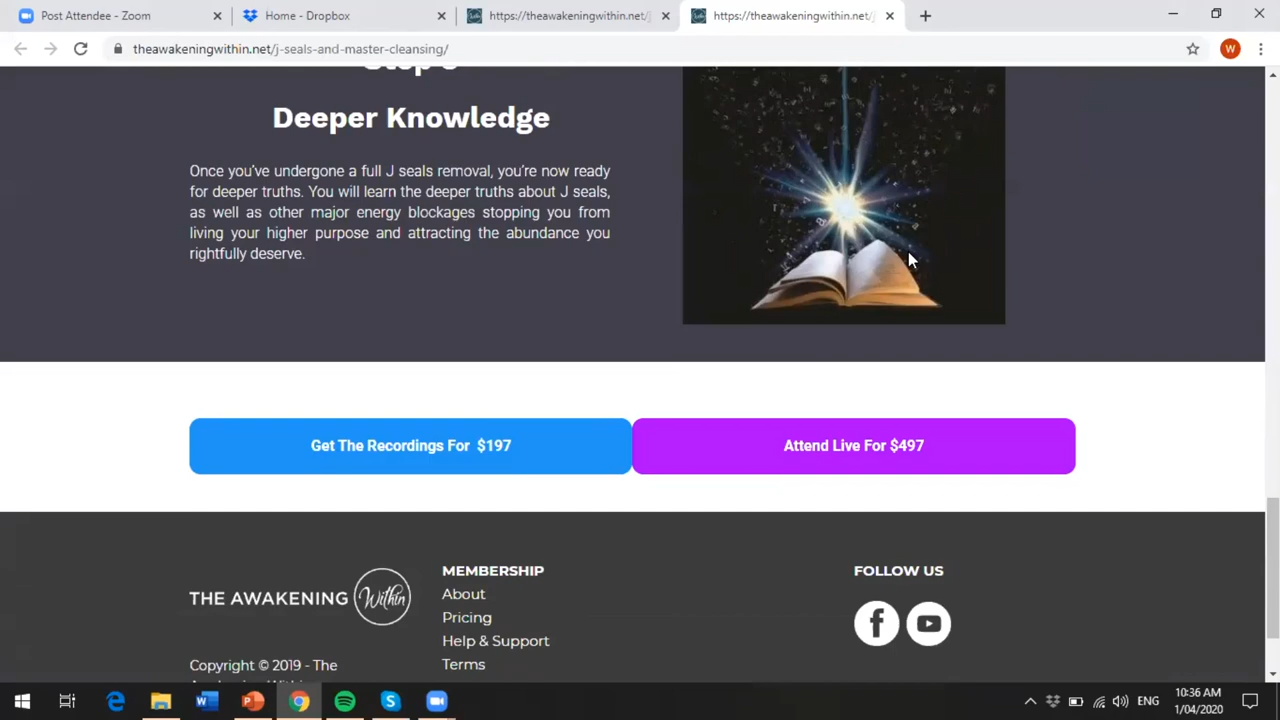 Post Attendee - Zoom
Home - Dropbox
https://theawakeningwithin.net/j
https://theawakeningwithin.net/j
theawakeningwithin.net/j-seals-and-master-cleansing/
W
Deeper Knowledge
Once you've undergone a full J seals removal, you're now ready
for deeper truths. You will learn the deeper truths about J seals,
as well as other major energy blockages stopping you from
living your higher purpose and attracting the abundance you
rightfully deserve.
Get The Recordings For $197
Attend Live For $497
THE AWAKENING Within
MEMBERSHIP
About
Pricing
Help & Support
Terms
FOLLOW US
Copyright © 2019 - The
ENG
10:36 AM
1/04/2020